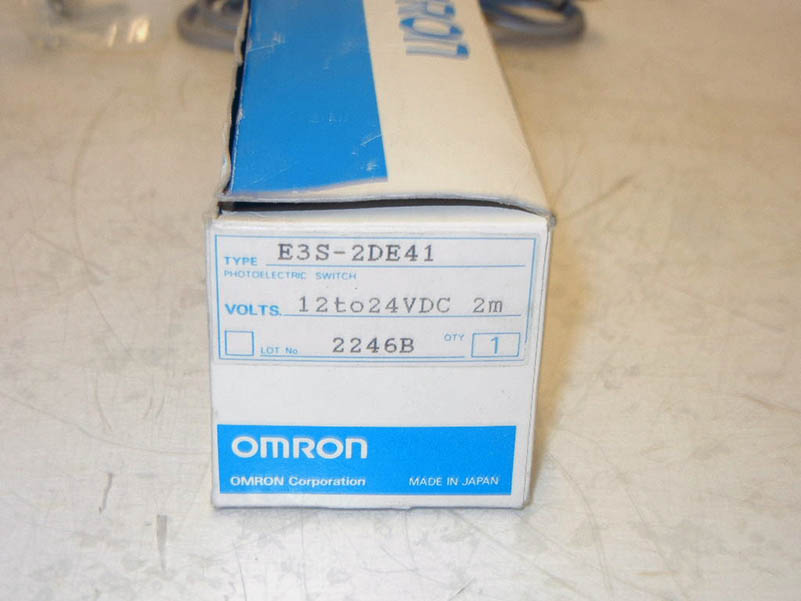 OMRON
TYPE E3S-2DE41
PHOTOELECTRIC SWITCH
VOLTS. 12to24VDC 2m
LOT No 2246B QTY 1
OMRON
OMRON Corporation MADE IN JAPAN